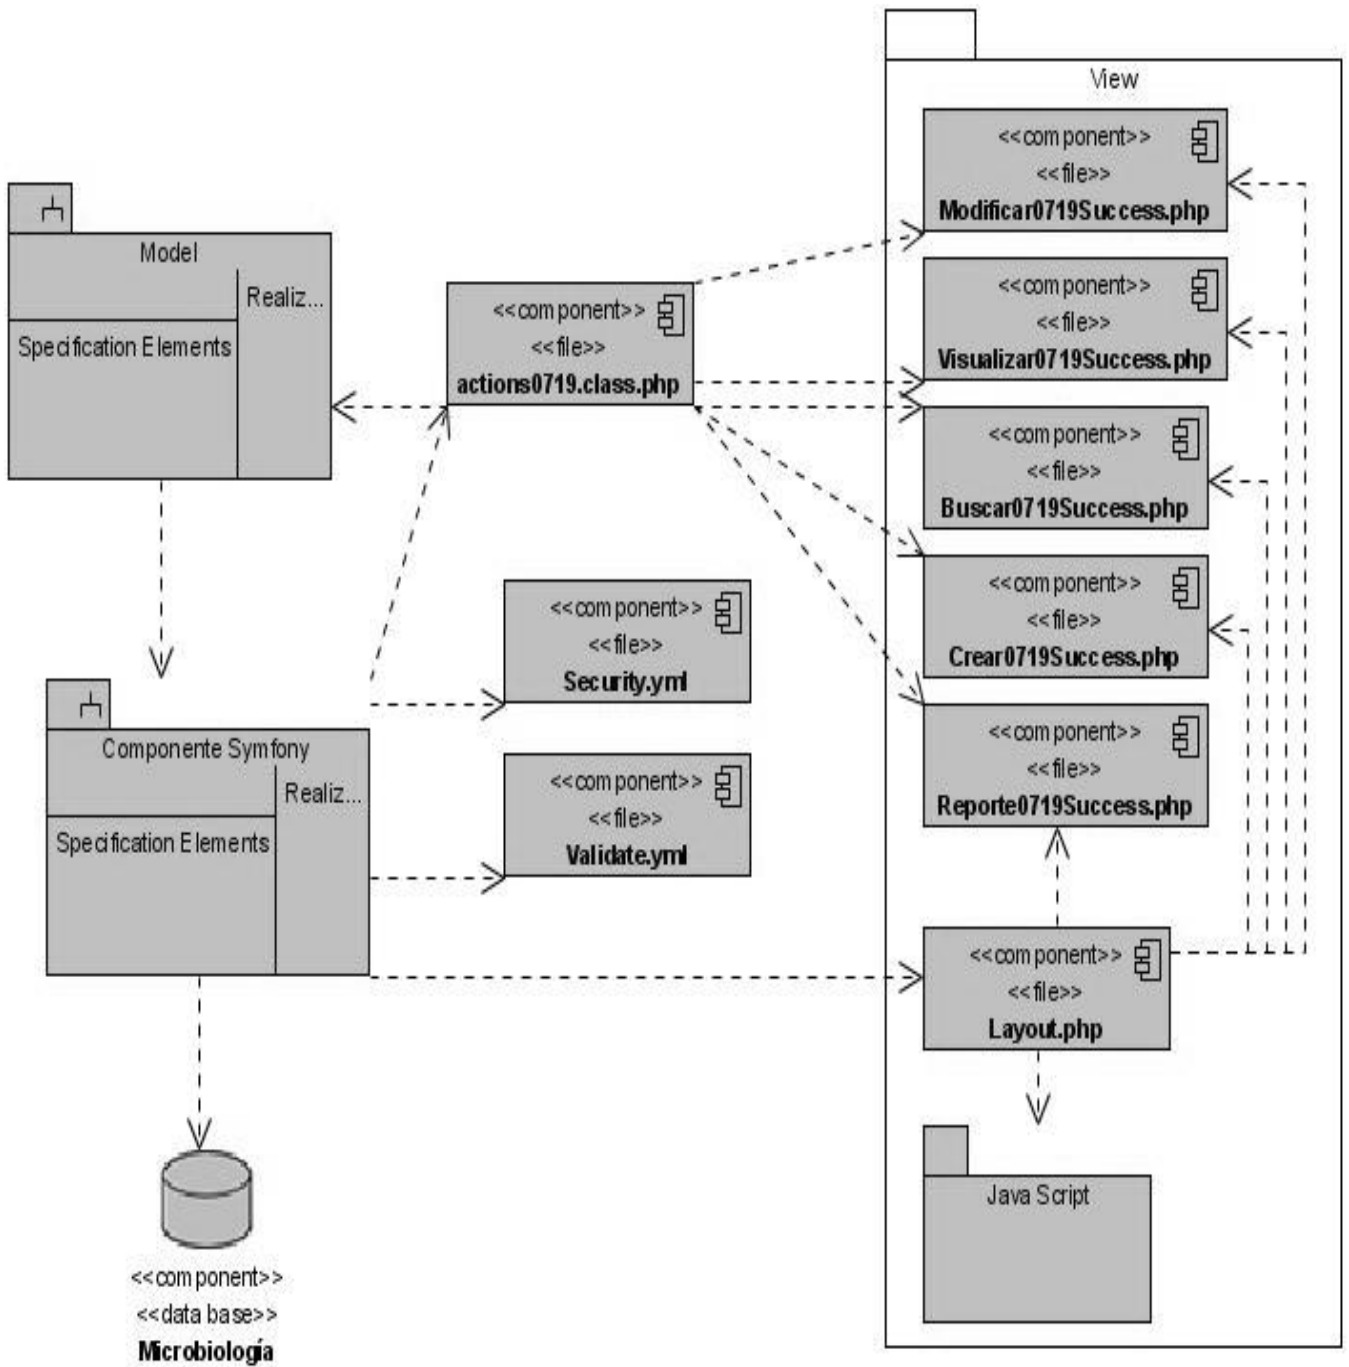 View
<<component>>
<<file>>
Modificar0719Success.php
Model
Realiz...
Specification Elements
<<component>>
<<file>>
actions0719.class.php
<<component>>
<<file>>
Visualizar0719Success.php
<<component>>
<<file>>
Buscar0719Success.php
<<component>>
<<file>>
Security.yml
<<component>>
<<file>>
Crear0719Success.php
Componente Symfony
Realiz...
Specification Elements
<<component>>
<<file>>
Validate.yml
<<component>>
<<file>>
Reporte0719Success.php
<<component>>
<<file>>
Layout.php
Java Script
<<component>>
<<data base>>
Microbiología